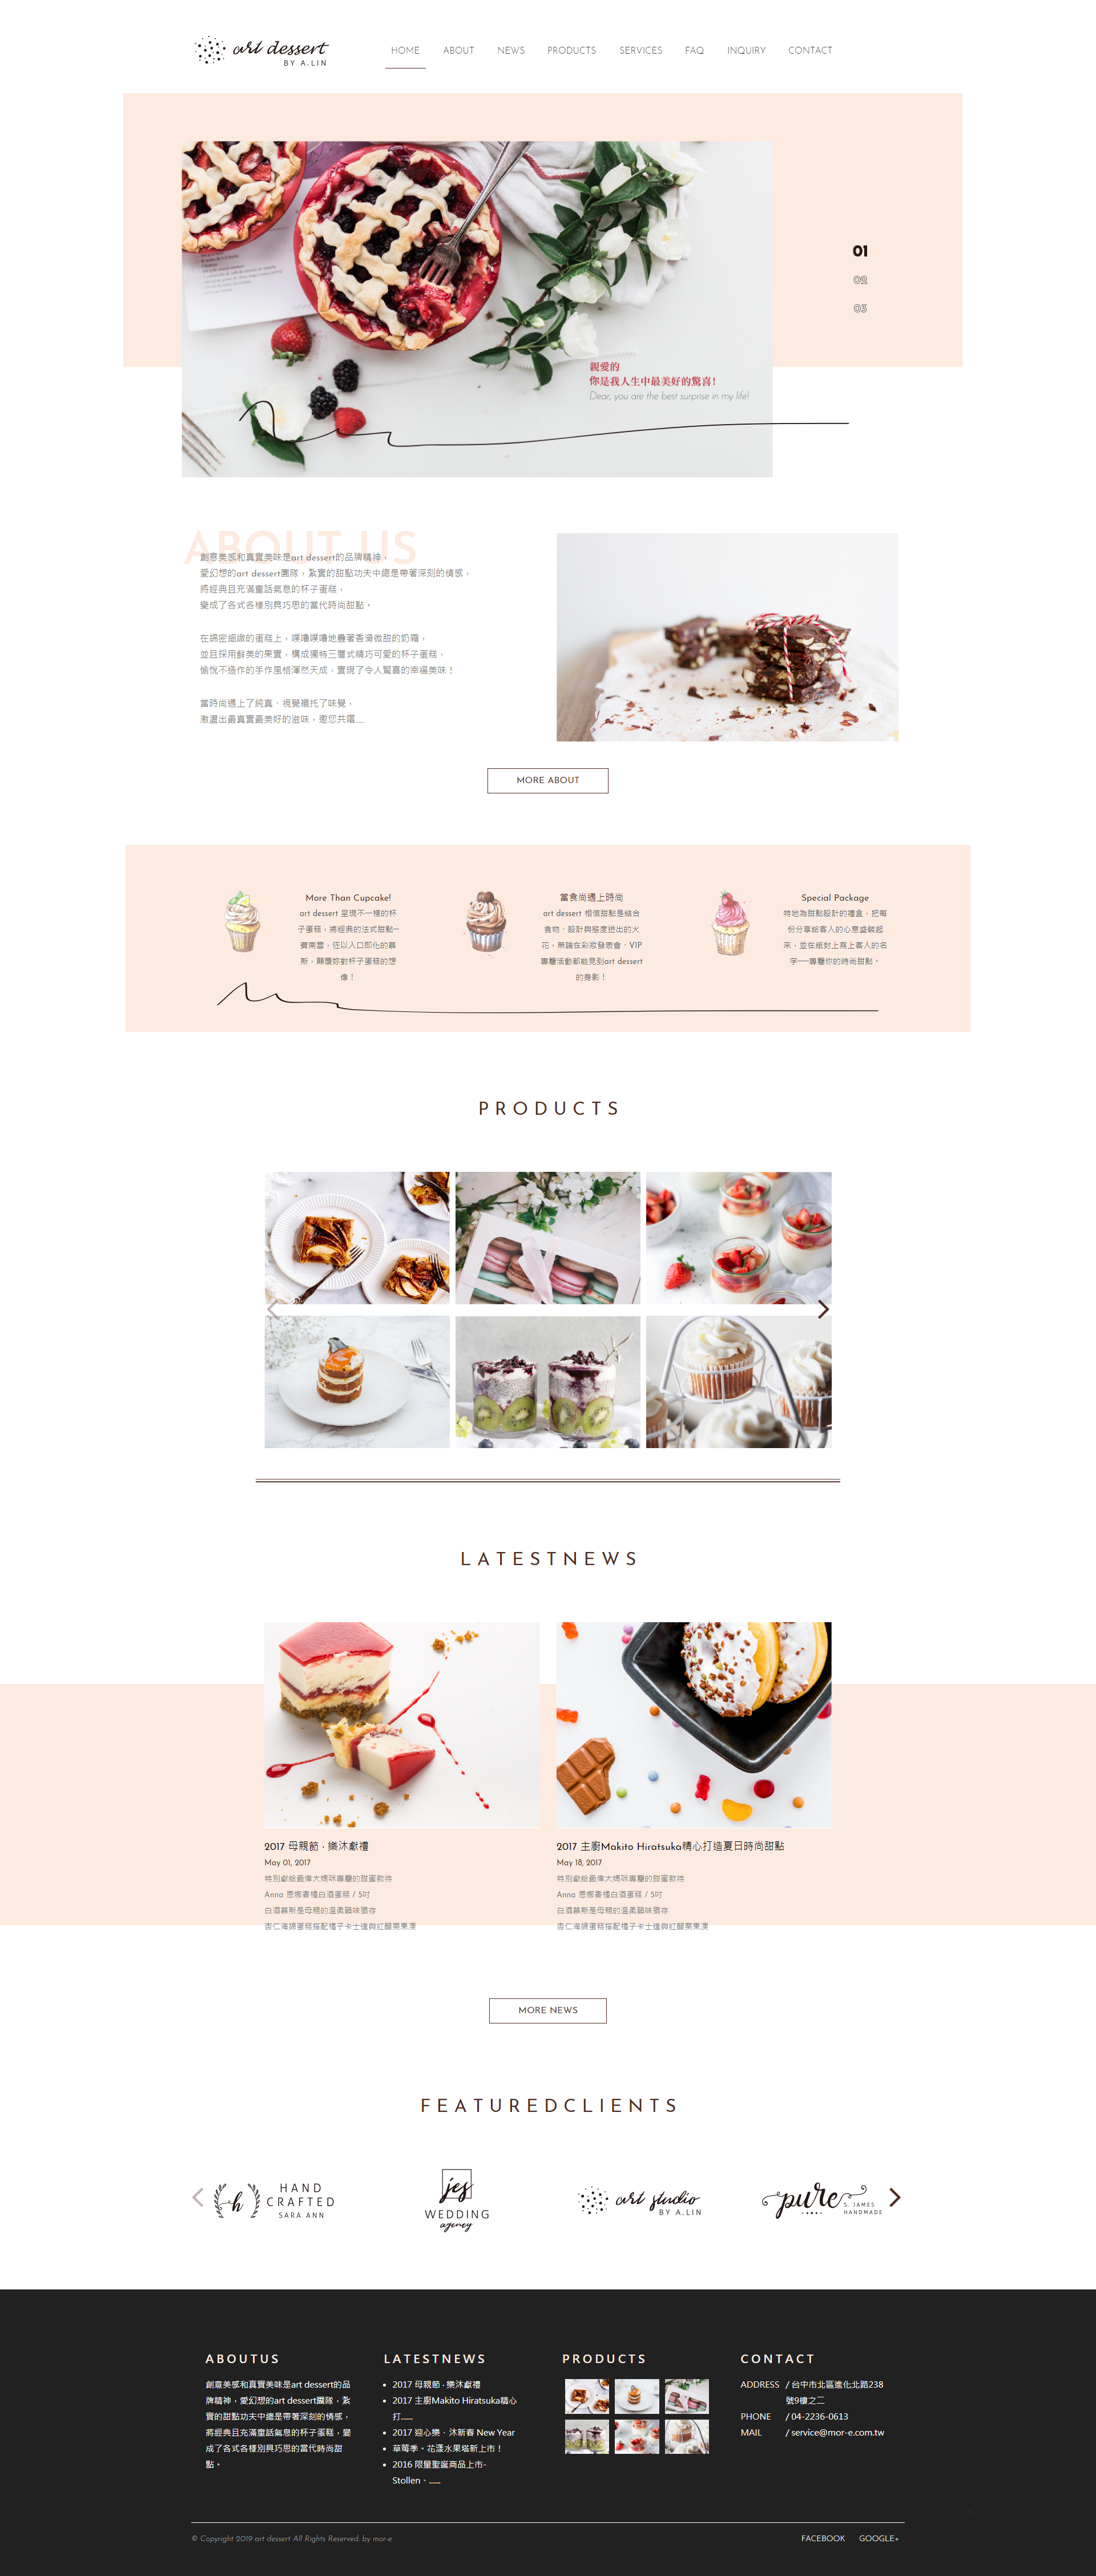 art dessert
BY A.LIN
HOME ABOUT NEWS PRODUCTS SERVICES FAQ INQUIRY CONTACT
01
02
03
親愛的
你是我人生中最美好的驚喜!
Dear, you are the best surprise in my life!
ABOUT US
創意美感和真實美味是art dessert的品牌精神，
愛幻想的art dessert團隊，紮實的甜點功夫中總是帶著深刻的情感，
將經典且充滿童話氣息的杯子蛋糕，
變成了各式各樣別具巧思的當代時尚甜點。
在綿密細緻的蛋糕上，噗嚕噗嚕地疊著香滑微甜的奶霜，
並且採用鮮美的果實，構成獨特三層式精巧可愛的杯子蛋糕，
愉悅不造作的手作風格渾然天成，實現了令人驚喜的幸福美味！
當時尚遇上了純真、視覺襯托了味覺，
激盪出最真實最美好的滋味，邀您共嚐......
MORE ABOUT
More Than Cupcake!
art dessert 呈現不一樣的杯
子蛋糕，將經典的法式甜點─
費南雪，佐以入口即化的慕
斯，顛覆妳對杯子蛋糕的想
像！
當食尚遇上時尚
art dessert 相信甜點是結合
食物、設計與態度迸出的火
花，無論在彩妝發表會、VIP
專屬活動都能見到art dessert
的身影！
Special Package
特地為甜點設計的禮盒，把每
份分享給客人的心意盛裝起
來，並在紙封上寫上客人的名
字──專屬你的時尚甜點。
PRODUCTS
LATESTNEWS
2017 母親節 · 樂沐獻禮
May 01, 2017
特別獻給最偉大媽咪專屬的甜蜜款待
Anna 恩娜香橘白酒蛋糕 / 5吋
白酒慕斯是母親的溫柔韻味猶存
杏仁海綿蛋糕搭配橘子卡士達與紅醋栗果凍
2017 主廚Makito Hiratsuka精心打造夏日時尚甜點
May 18, 2017
特別獻給最偉大媽咪專屬的甜蜜款待
Anna 恩娜香橘白酒蛋糕 / 5吋
白酒慕斯是母親的溫柔韻味猶存
杏仁海綿蛋糕搭配橘子卡士達與紅醋栗果凍
MORE NEWS
FEATUREDCLIENTS
h
HAND
CRAFTED
SARA ANN
jes
WEDDING
agency
art studio
BY A.LIN
pure
S. JAMES
HANDMADE
ABOUTUS
創意美感和真實美味是art dessert的品
牌精神，愛幻想的art dessert團隊，紮
實的甜點功夫中總是帶著深刻的情感，
將經典且充滿童話氣息的杯子蛋糕，變
成了各式各樣別具巧思的當代時尚甜
點。
LATESTNEWS
2017 母親節 · 樂沐獻禮
2017 主廚Makito Hiratsuka精心
打......
2017 迎心樂．沐新春 New Year
草莓季。花漾水果塔新上市！
2016 限量聖誕商品上市-
Stollen、......
PRODUCTS
CONTACT
ADDRESS / 台中市北區進化北路238
號9樓之二
PHONE / 04-2236-0613
MAIL / service@mor-e.com.tw
© Copyright 2019 art dessert All Rights Reserved. by mor-e
FACEBOOK GOOGLE+